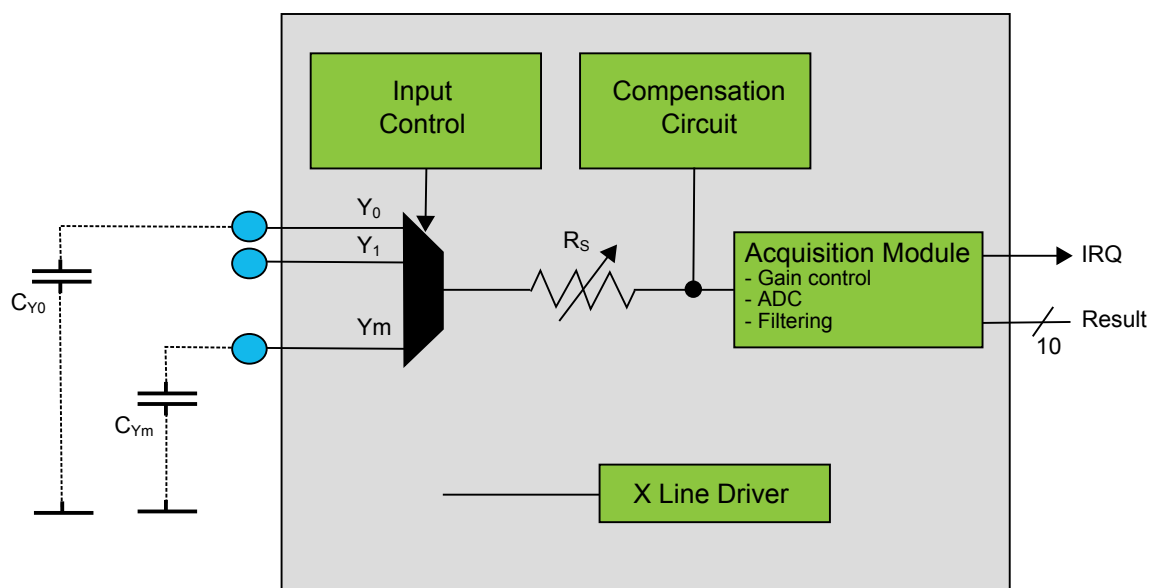 Input
Control
Compensation
Circuit
Y0
Y1
Ym
RS
Acquisition Module
- Gain control
- ADC
- Filtering
IRQ
Result
10
CY0
CYm
X Line Driver